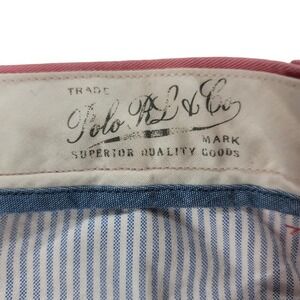 TRADE
Polo RL & Co
MARK
SUPERIOR QUALITY GOODS